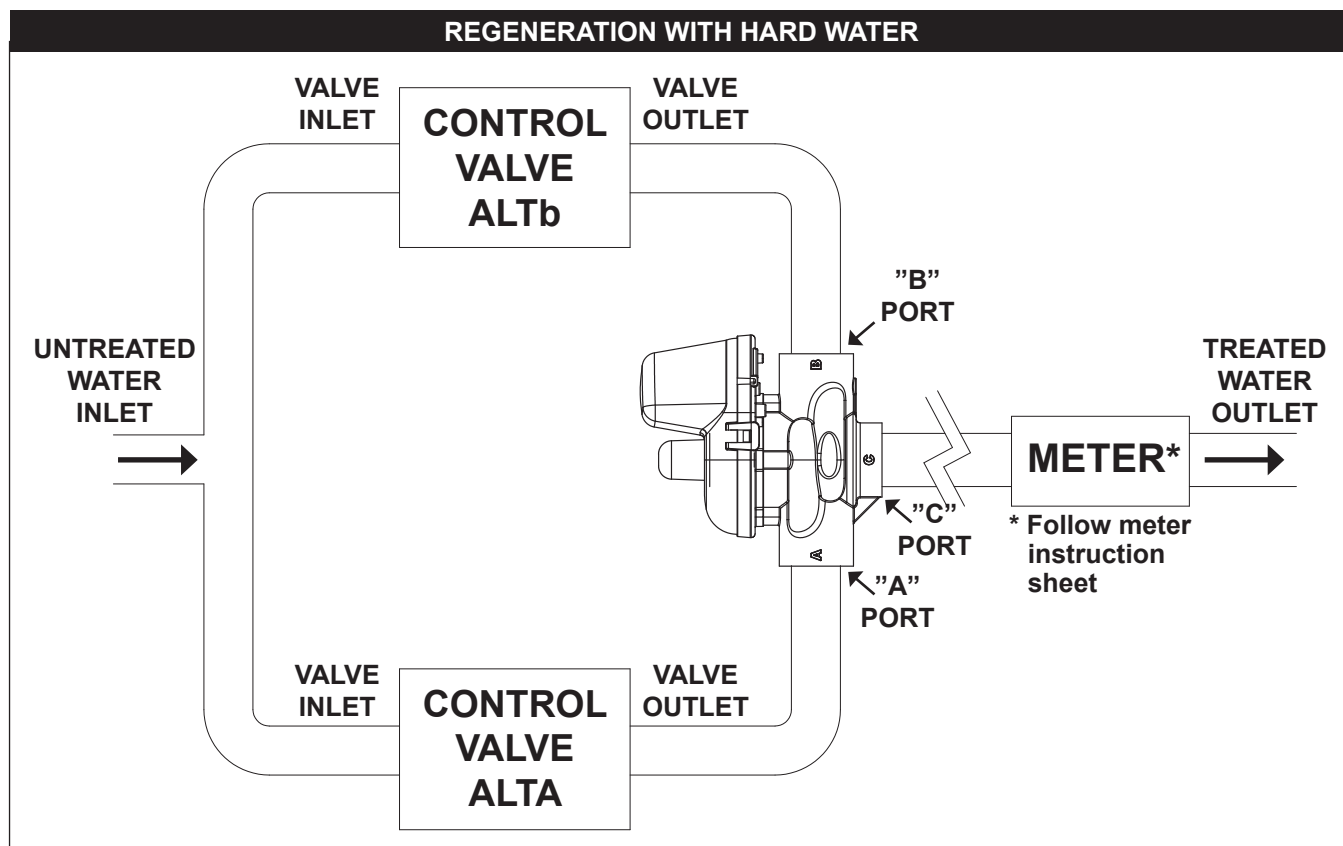 REGENERATION WITH HARD WATER
VALVE
INLET
CONTROL
VALVE
ALTb
VALVE
OUTLET
”B”
PORT
UNTREATED
WATER
INLET
B
C
A
”C”
PORT
”A”
PORT
METER*
* Follow meter
instruction
sheet
TREATED
WATER
OUTLET
VALVE
INLET
CONTROL
VALVE
ALTA
VALVE
OUTLET